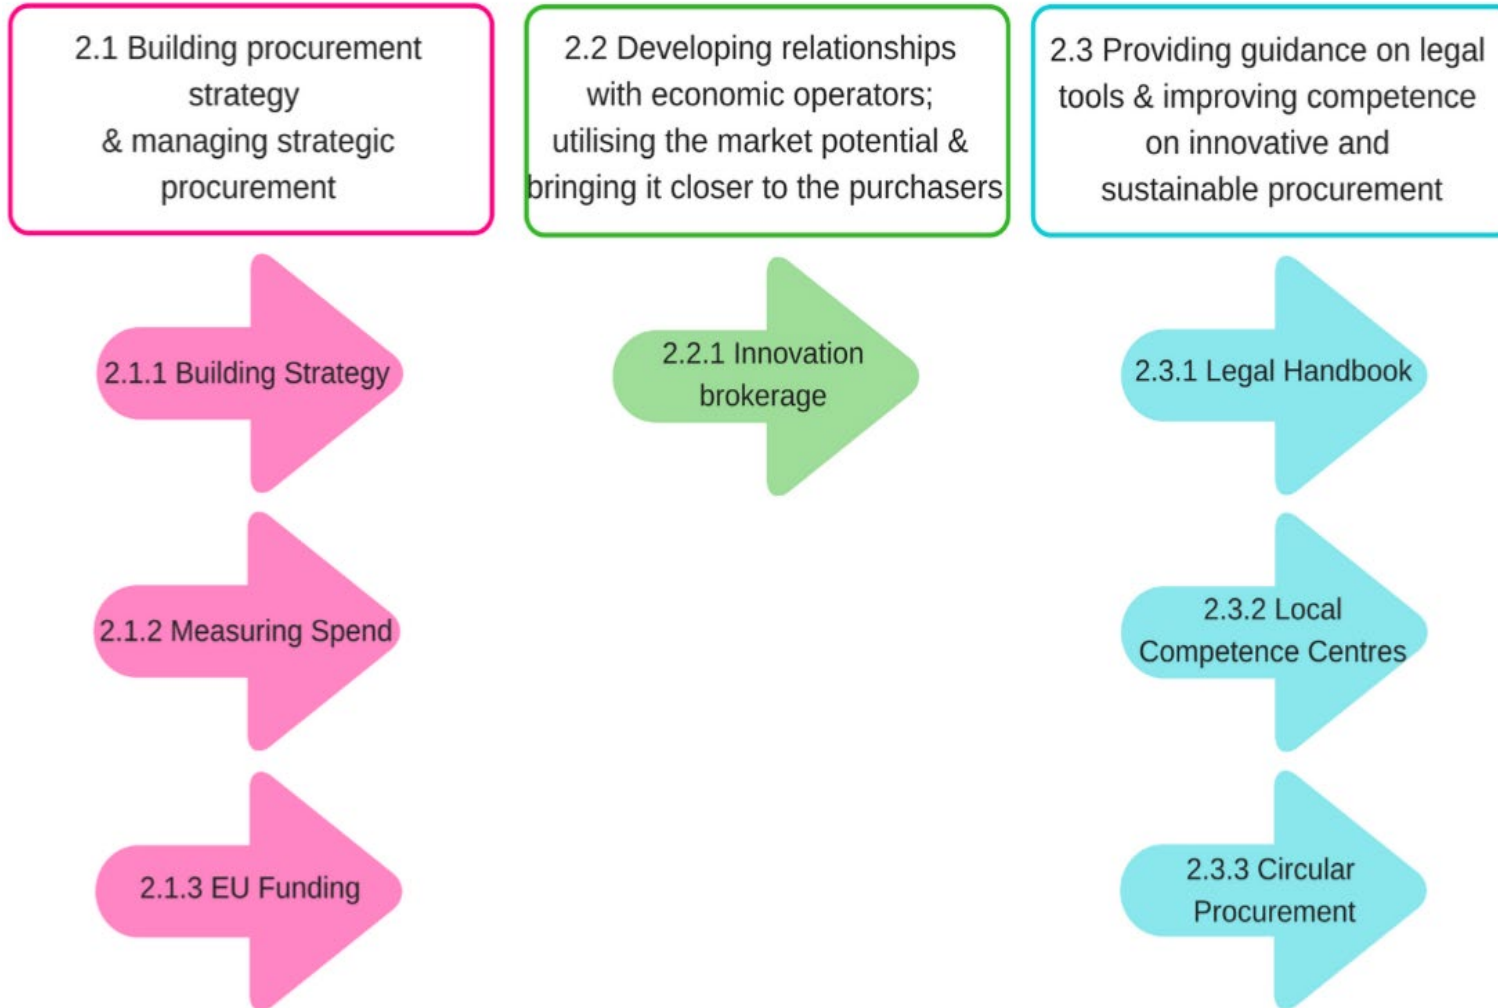 2.1 Building procurement
strategy
& managing strategic
procurement
2.2 Developing relationships
with economic operators;
utilising the market potential &
bringing it closer to the purchasers
2.3 Providing guidance on legal
tools & improving competence
on innovative and
sustainable procurement
2.1.1 Building Strategy
2.2.1 Innovation
brokerage
2.3.1 Legal Handbook
2.1.2 Measuring Spend
2.3.2 Local
Competence Centres
2.1.3 EU Funding
2.3.3 Circular
Procurement